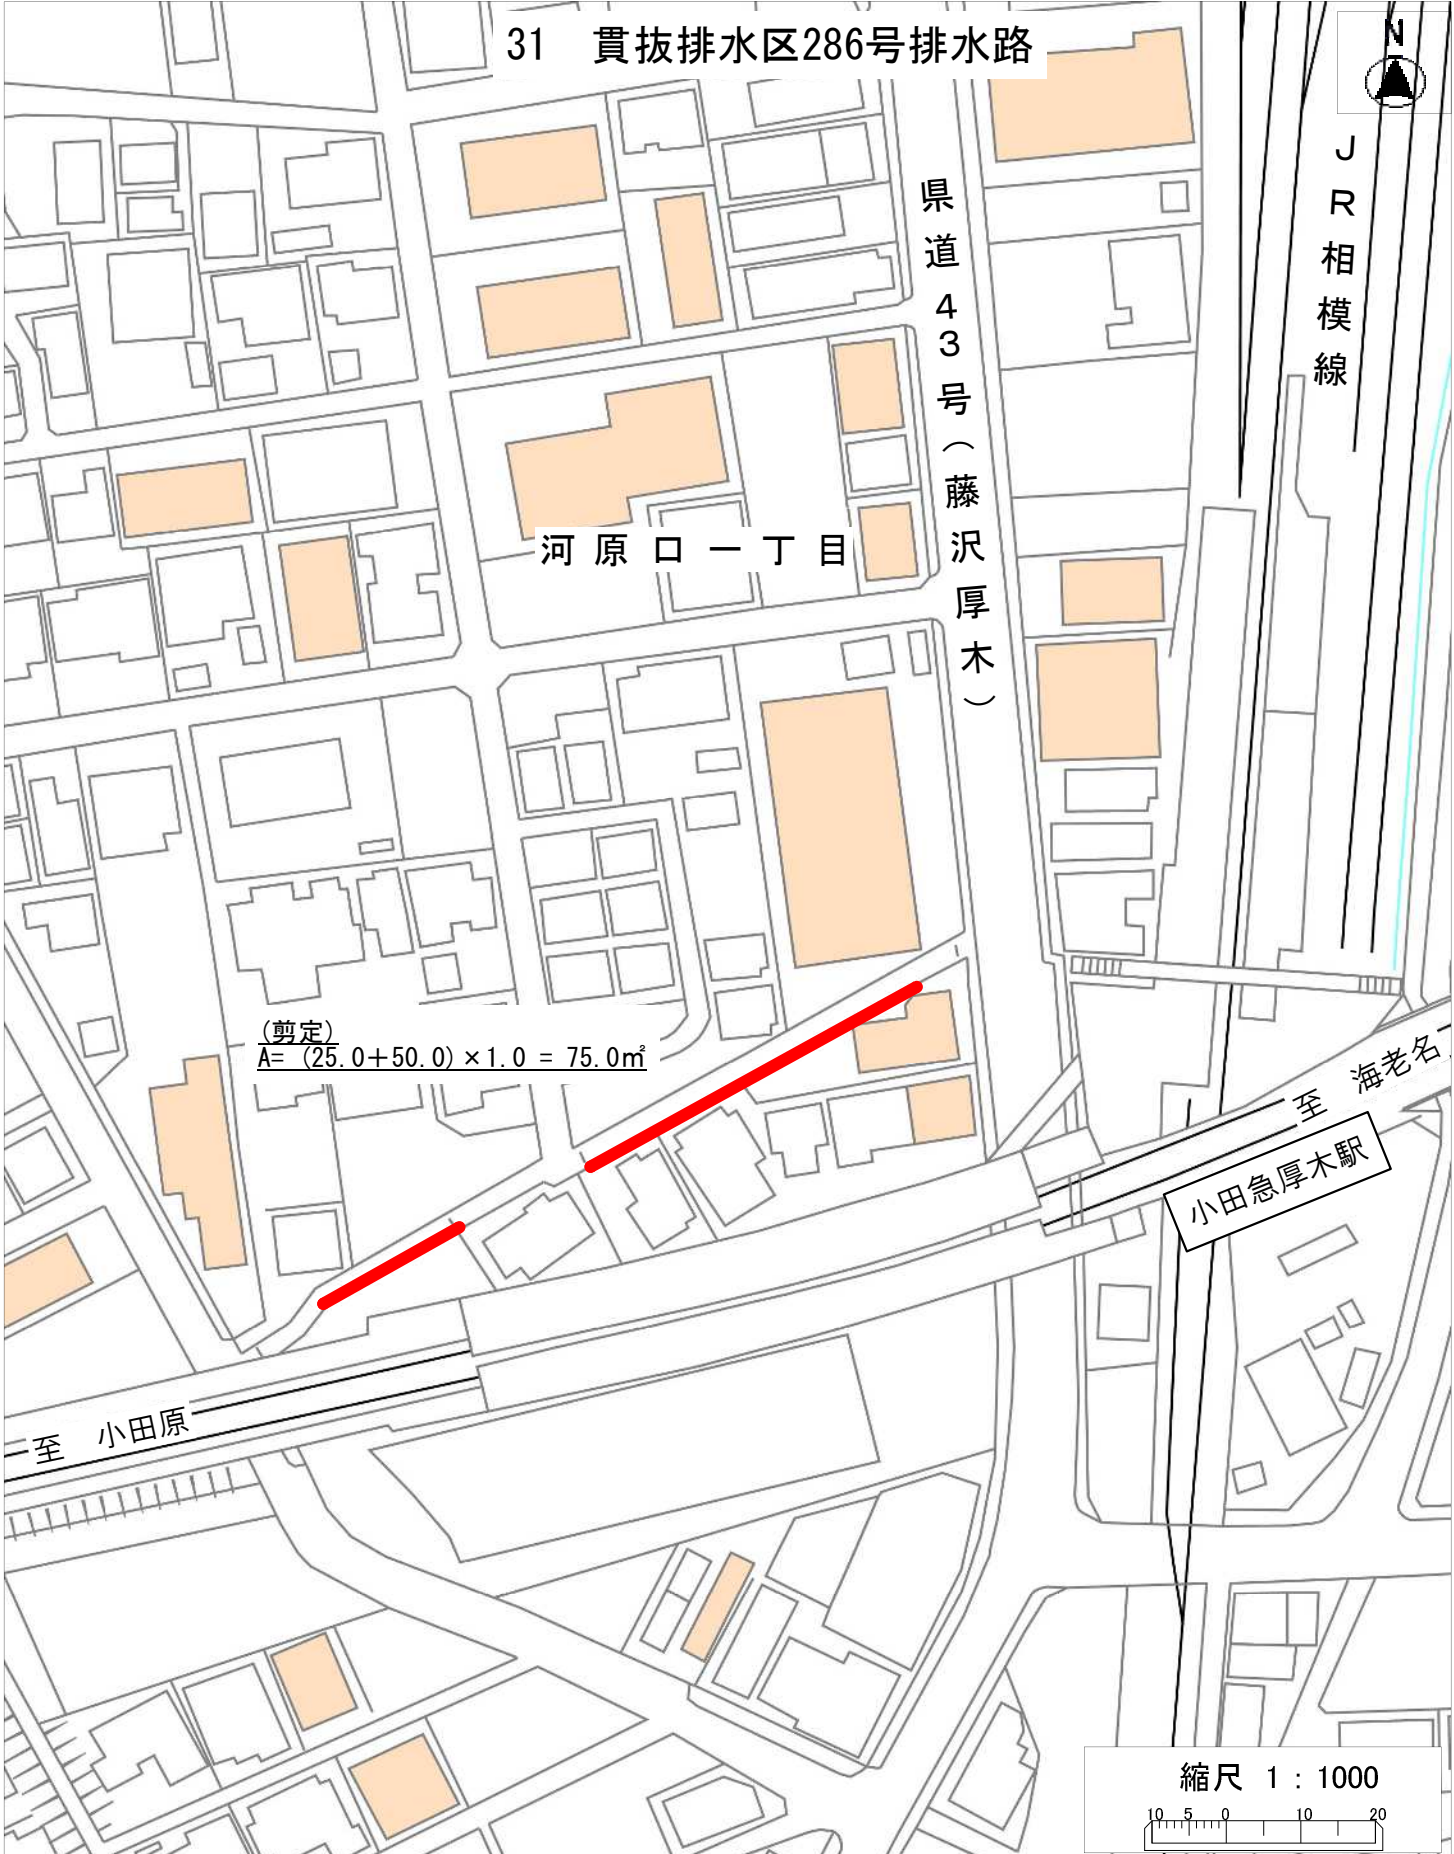 31　貫抜排水区286号排水路
N
JR相模線
県道43号(藤沢厚木)
河原口一丁目
(剪定)
A= (25.0+50.0)×1.0 = 75.0㎡
至　海老名
小田急厚木駅
至　小田原
縮尺 1：1000
10 5 0 10 20